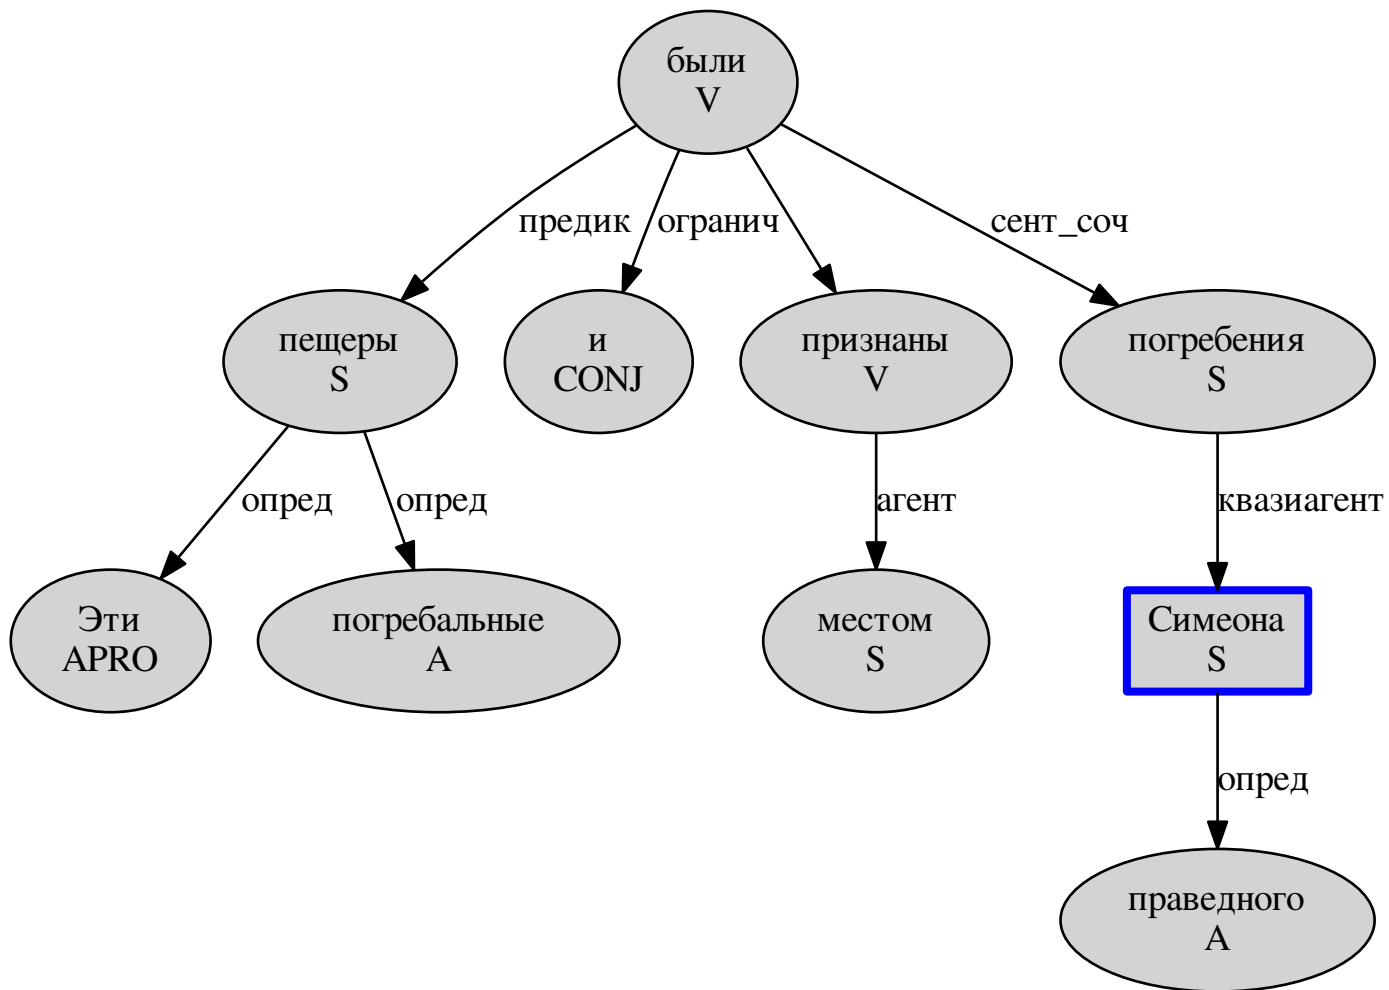 были
V
предик
огранич
сент_соч
пещеры
S
и
CONJ
признаны
V
погребения
S
опред
опред
агент
квазиагент
Эти
APRO
погребальные
A
местом
S
Симеона
S
опред
праведного
A